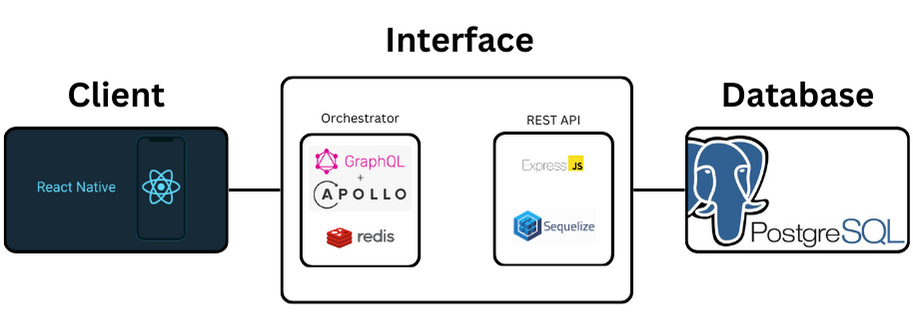 Interface
Client
Database
Orchestrator
REST API
React Native
GraphQL
+
APOLLO
redis
Express JS
Sequelize
PostgreSQL